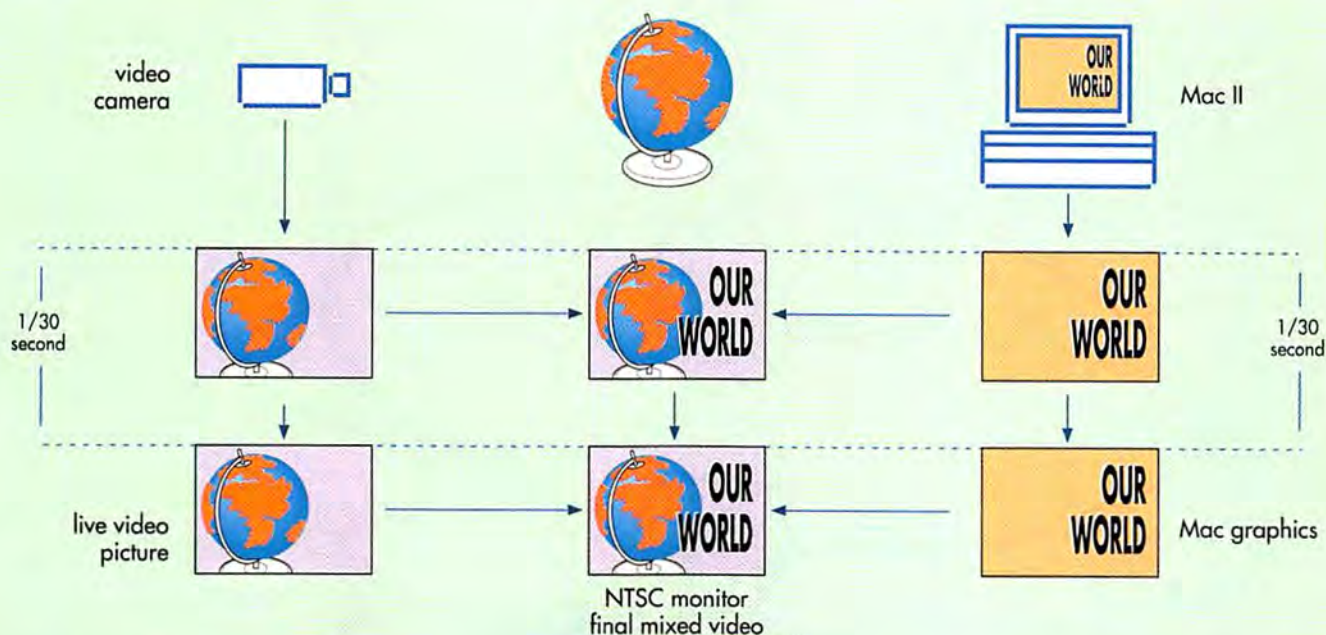 video
camera
OUR
WORLD
Mac II
1/30
second
OUR
WORLD
OUR
WORLD
1/30
second
live video
picture
OUR
WORLD
OUR
WORLD
Mac graphics
NTSC monitor
final mixed video